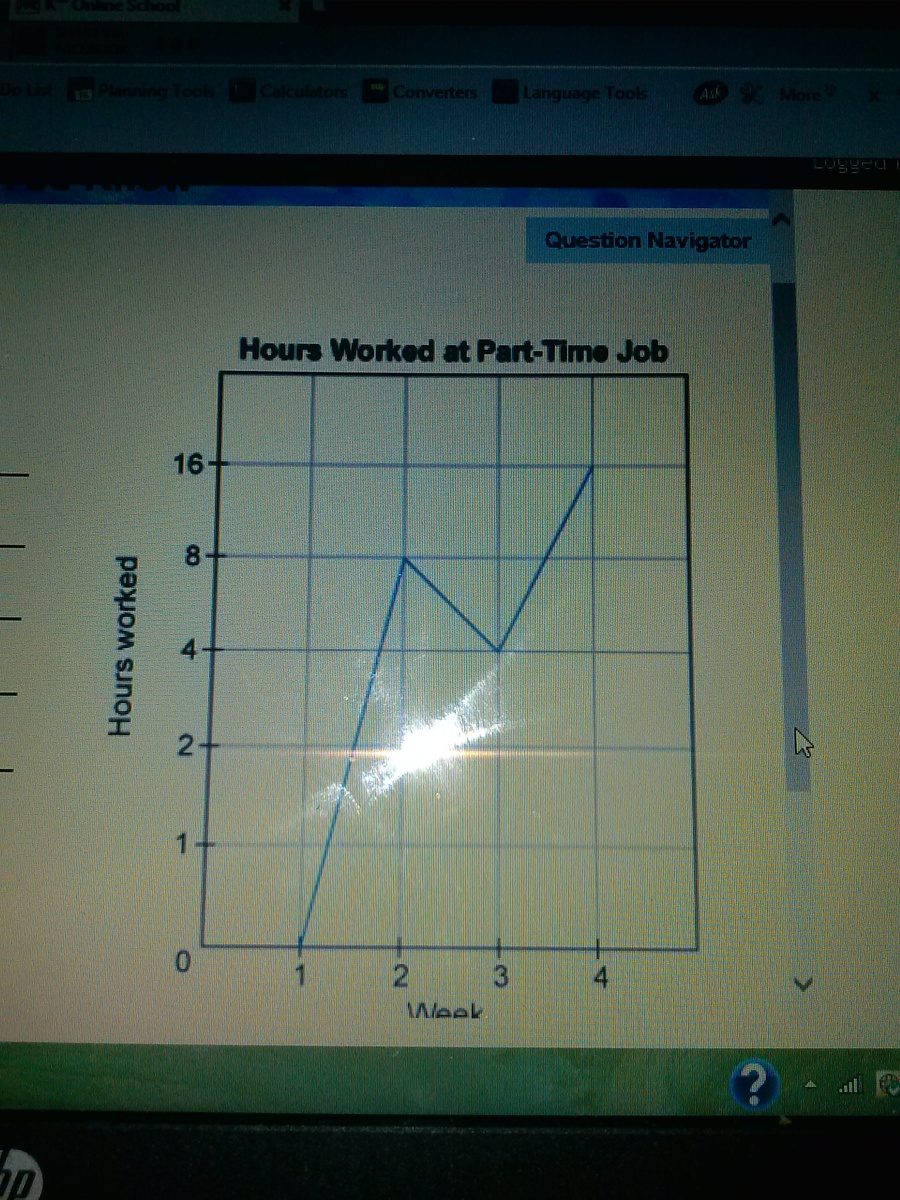 Online School
Do List Planning Tools Calculators Converters Language Tools Ask More
Logged
Question Navigator
Hours Worked at Part-Time Job
16
8
4
2
1
0
Hours worked
1 2 3 4
Week
?
hp